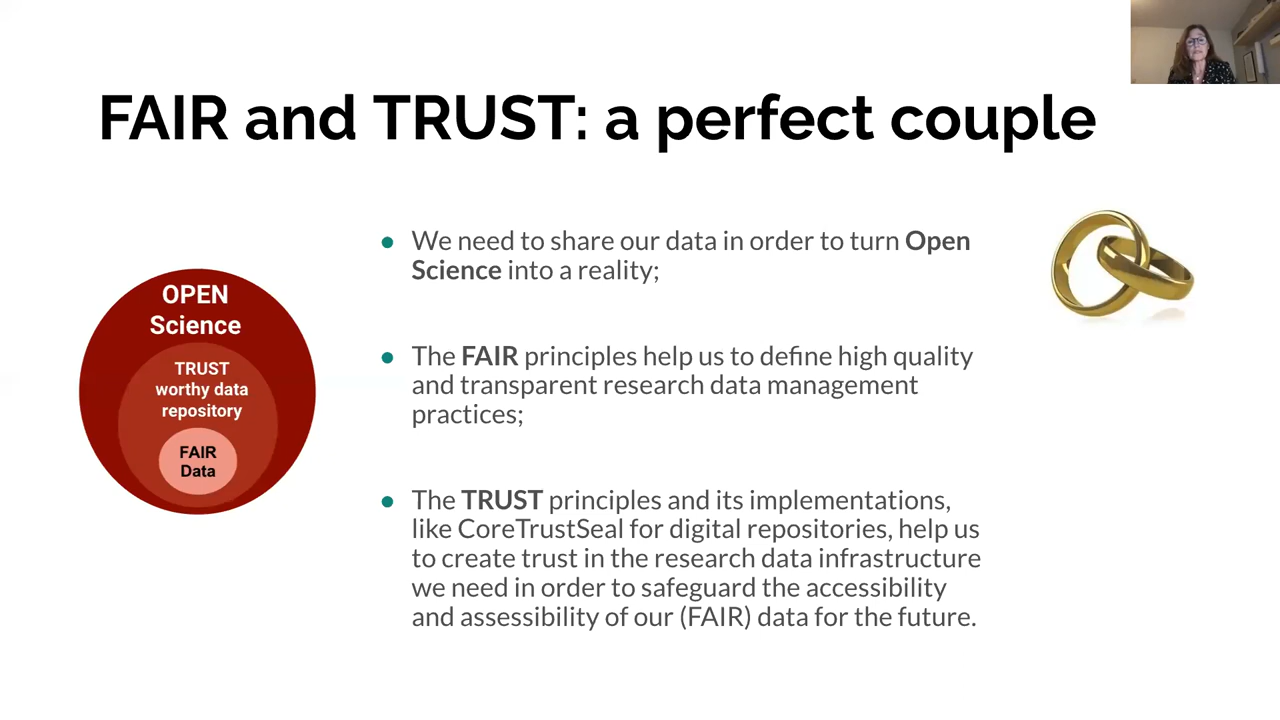 FAIR and TRUST: a perfect couple
OPEN
Science
TRUST
worthy data
repository
FAIR
Data
● We need to share our data in order to turn Open
Science into a reality;
● The FAIR principles help us to define high quality
and transparent research data management
practices;
● The TRUST principles and its implementations,
like CoreTrustSeal for digital repositories, help us
to create trust in the research data infrastructure
we need in order to safeguard the accessibility
and assessibility of our (FAIR) data for the future.